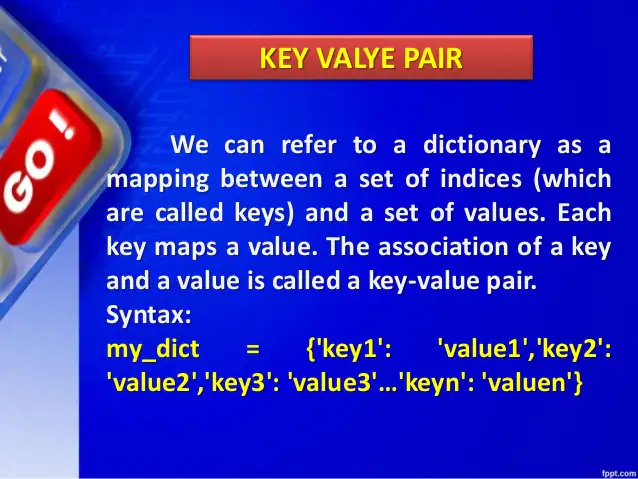 KEY VALYE PAIR
GO!
We can refer to a dictionary as a
mapping between a set of indices (which
are called keys) and a set of values. Each
key maps a value. The association of a key
and a value is called a key-value pair.
Syntax:
my_dict = {'key1': 'value1','key2':
'value2','key3': 'value3'…'keyn': 'valuen'}
fppt.com